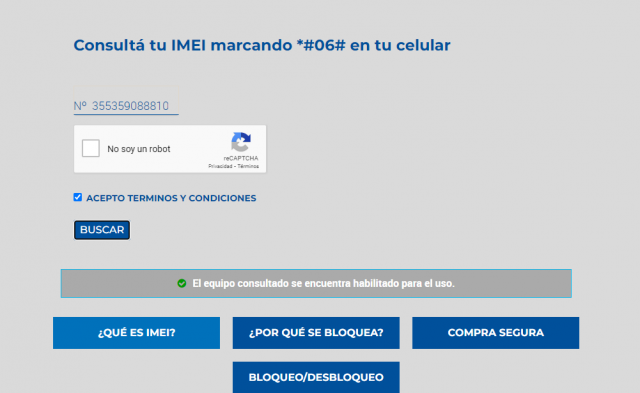 Consultá tu IMEI marcando *#06# en tu celular
Nº 355359088810
No soy un robot
reCAPTCHA
Privacidad - Términos
ACEPTO TERMINOS Y CONDICIONES
BUSCAR
El equipo consultado se encuentra habilitado para el uso.
¿QUÉ ES IMEI?
¿POR QUÉ SE BLOQUEA?
COMPRA SEGURA
BLOQUEO/DESBLOQUEO